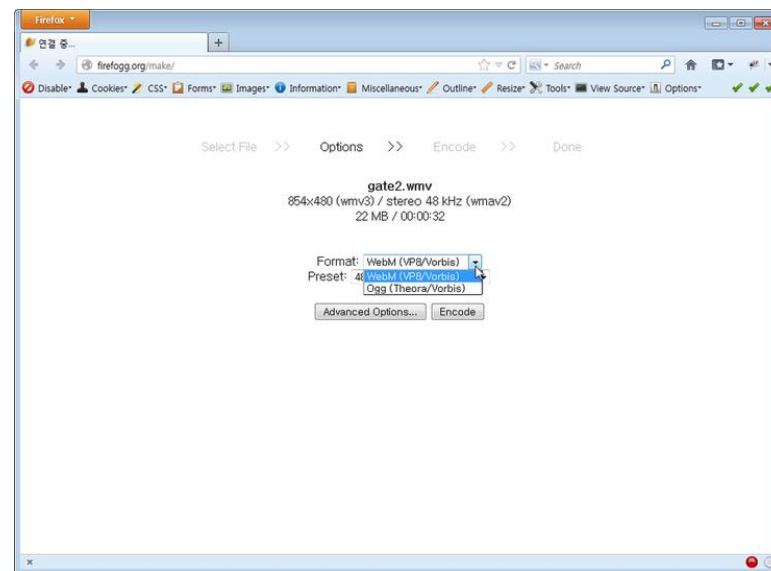 Firefox
연결 중...
firefogg.org/make/
Search
Disable Cookies CSS Forms Images Information Miscellaneous Outline Resize Tools View Source Options
Select File >> Options >> Encode >> Done
gate2.wmv
854x480 (wmv3) / stereo 48 kHz (wmav2)
22 MB / 00:00:32
Format: WebM (VP8/Vorbis)
Preset: 48
WebM (VP8/Vorbis)
Ogg (Theora/Vorbis)
Advanced Options... Encode